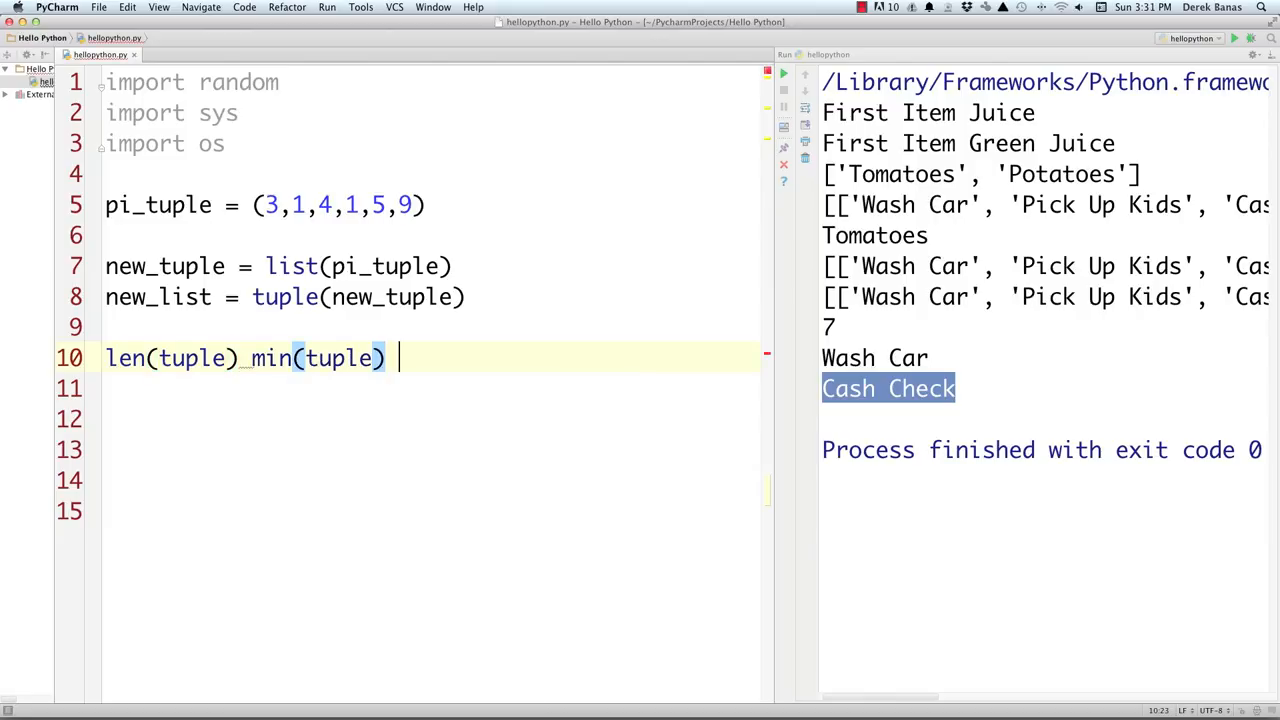 PyCharm File Edit View Navigate Code Refactor Run Tools VCS Window Help 10 Sun 3:31 PM Derek Banas
hellopython.py - Hello Python - [~/PycharmProjects/Hello Python]
Hello Python hellopython.py hellopython
hellopython.py Run hellopython
Hello P
hell
Extern
1 import random
2 import sys
3 import os
4
5 pi_tuple = (3,1,4,1,5,9)
6
7 new_tuple = list(pi_tuple)
8 new_list = tuple(new_tuple)
9
10 len(tuple) min(tuple)
11
12
13
14
15
/Library/Frameworks/Python.framewo
First Item Juice
First Item Green Juice
['Tomatoes', 'Potatoes']
[['Wash Car', 'Pick Up Kids', 'Cas
Tomatoes
[['Wash Car', 'Pick Up Kids', 'Cas
[['Wash Car', 'Pick Up Kids', 'Cas
7
Wash Car
Cash Check
Process finished with exit code 0
10:23 LF UTF-8